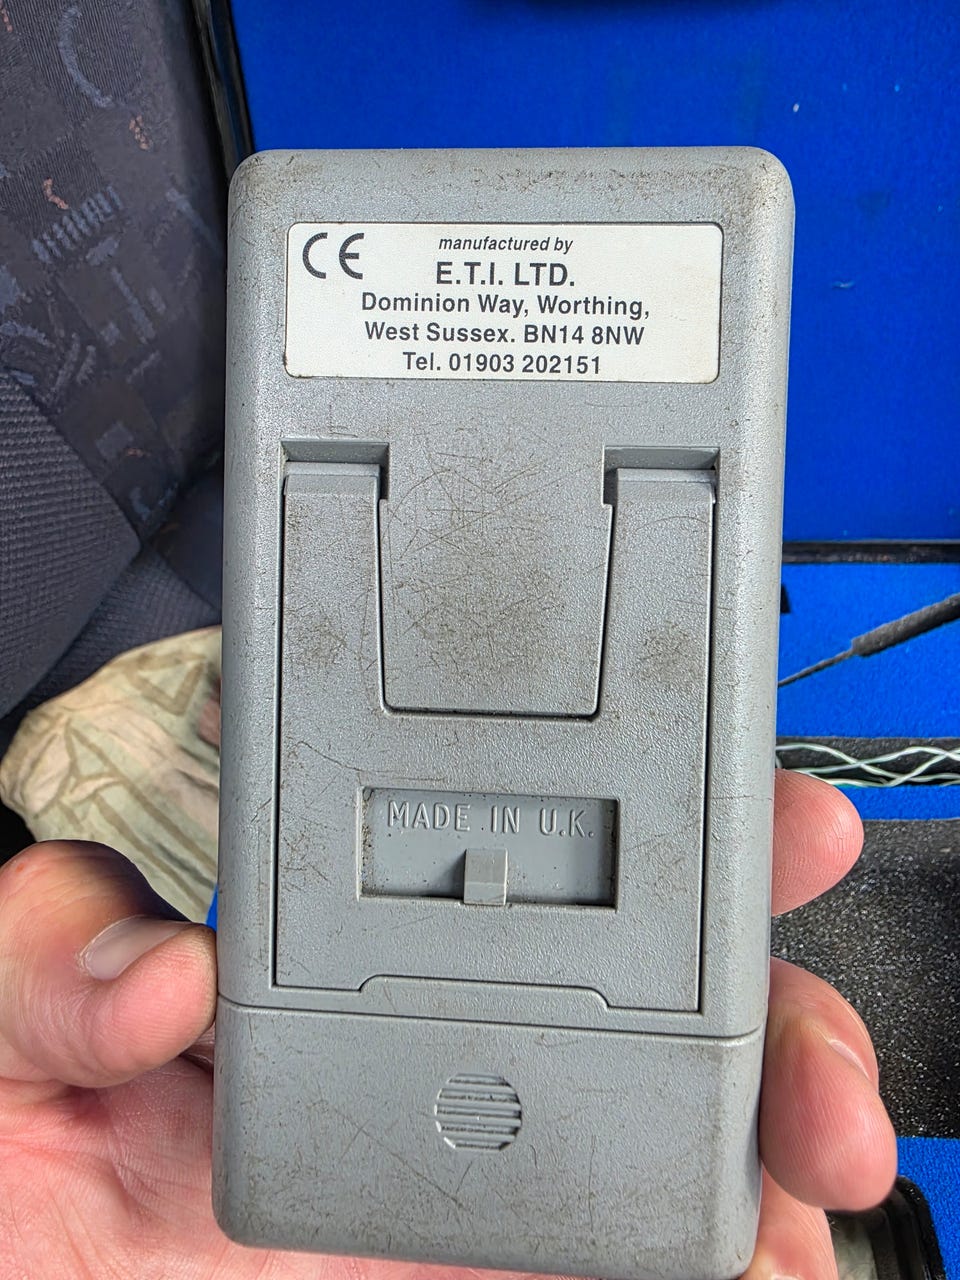 CE
manufactured by
E.T.I. LTD.
Dominion Way, Worthing,
West Sussex. BN14 8NW
Tel. 01903 202151
MADE IN U.K.